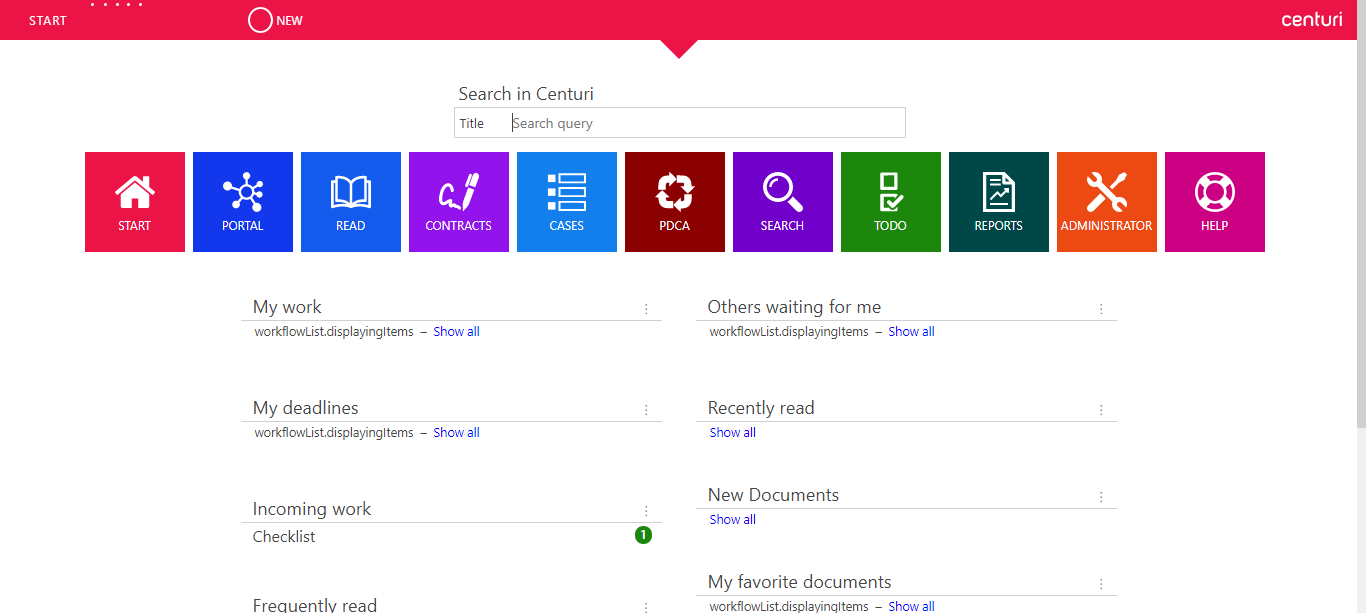 START
NEW
centuri
Search in Centuri
Title Search query
START
PORTAL
READ
CONTRACTS
CASES
PDCA
SEARCH
TODO
REPORTS
ADMINISTRATOR
HELP
My work
workflowList.displayingItems – Show all
Others waiting for me
workflowList.displayingItems – Show all
My deadlines
workflowList.displayingItems – Show all
Recently read
Show all
Incoming work
Checklist 1
New Documents
Show all
Frequently read
My favorite documents
workflowList.displayingItems – Show all